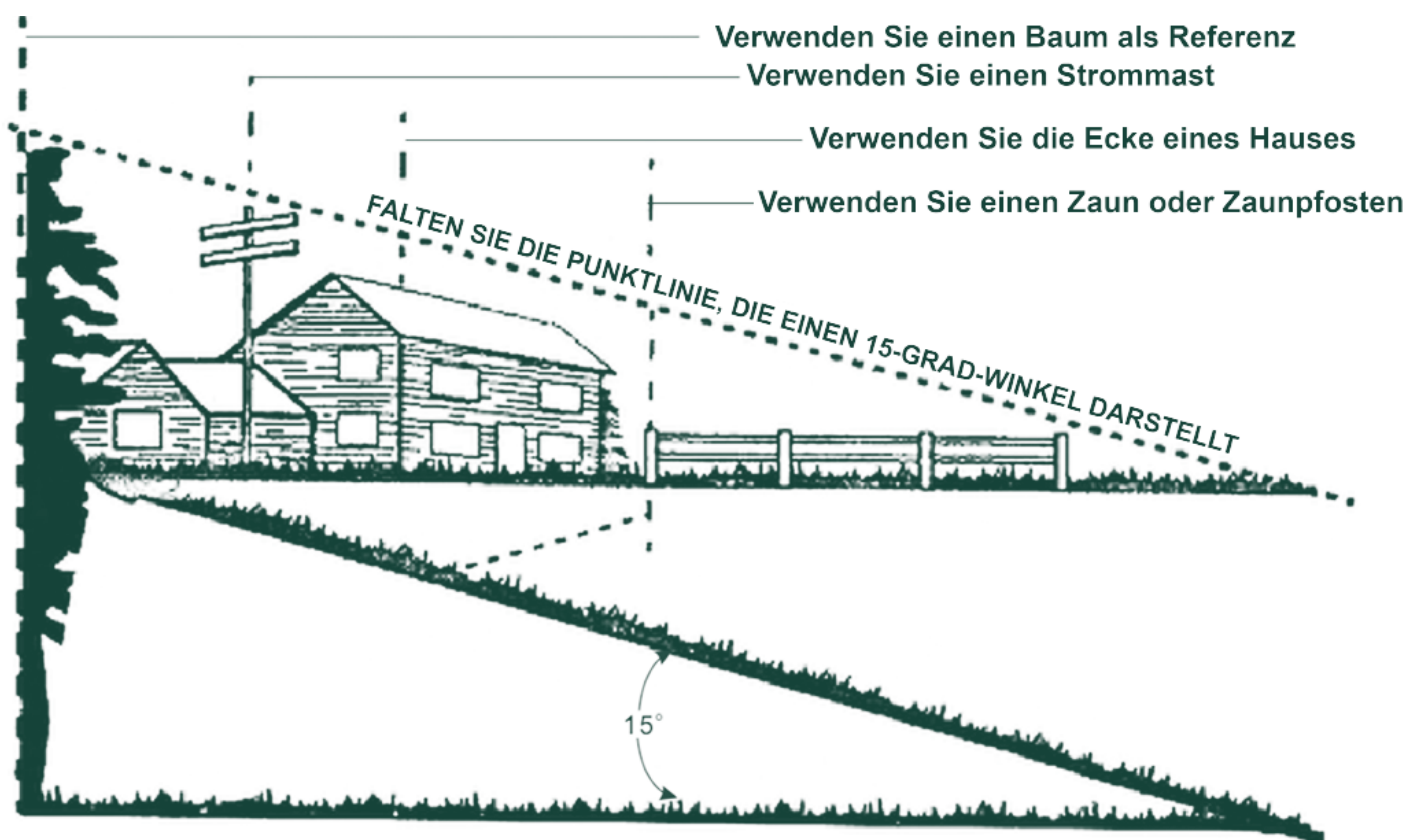 Verwenden Sie einen Baum als Referenz
Verwenden Sie einen Strommast
Verwenden Sie die Ecke eines Hauses
Verwenden Sie einen Zaun oder Zaunpfosten
FALTEN SIE DIE PUNKTLINIE, DIE EINEN 15-GRAD-WINKEL DARSTELLT
15°